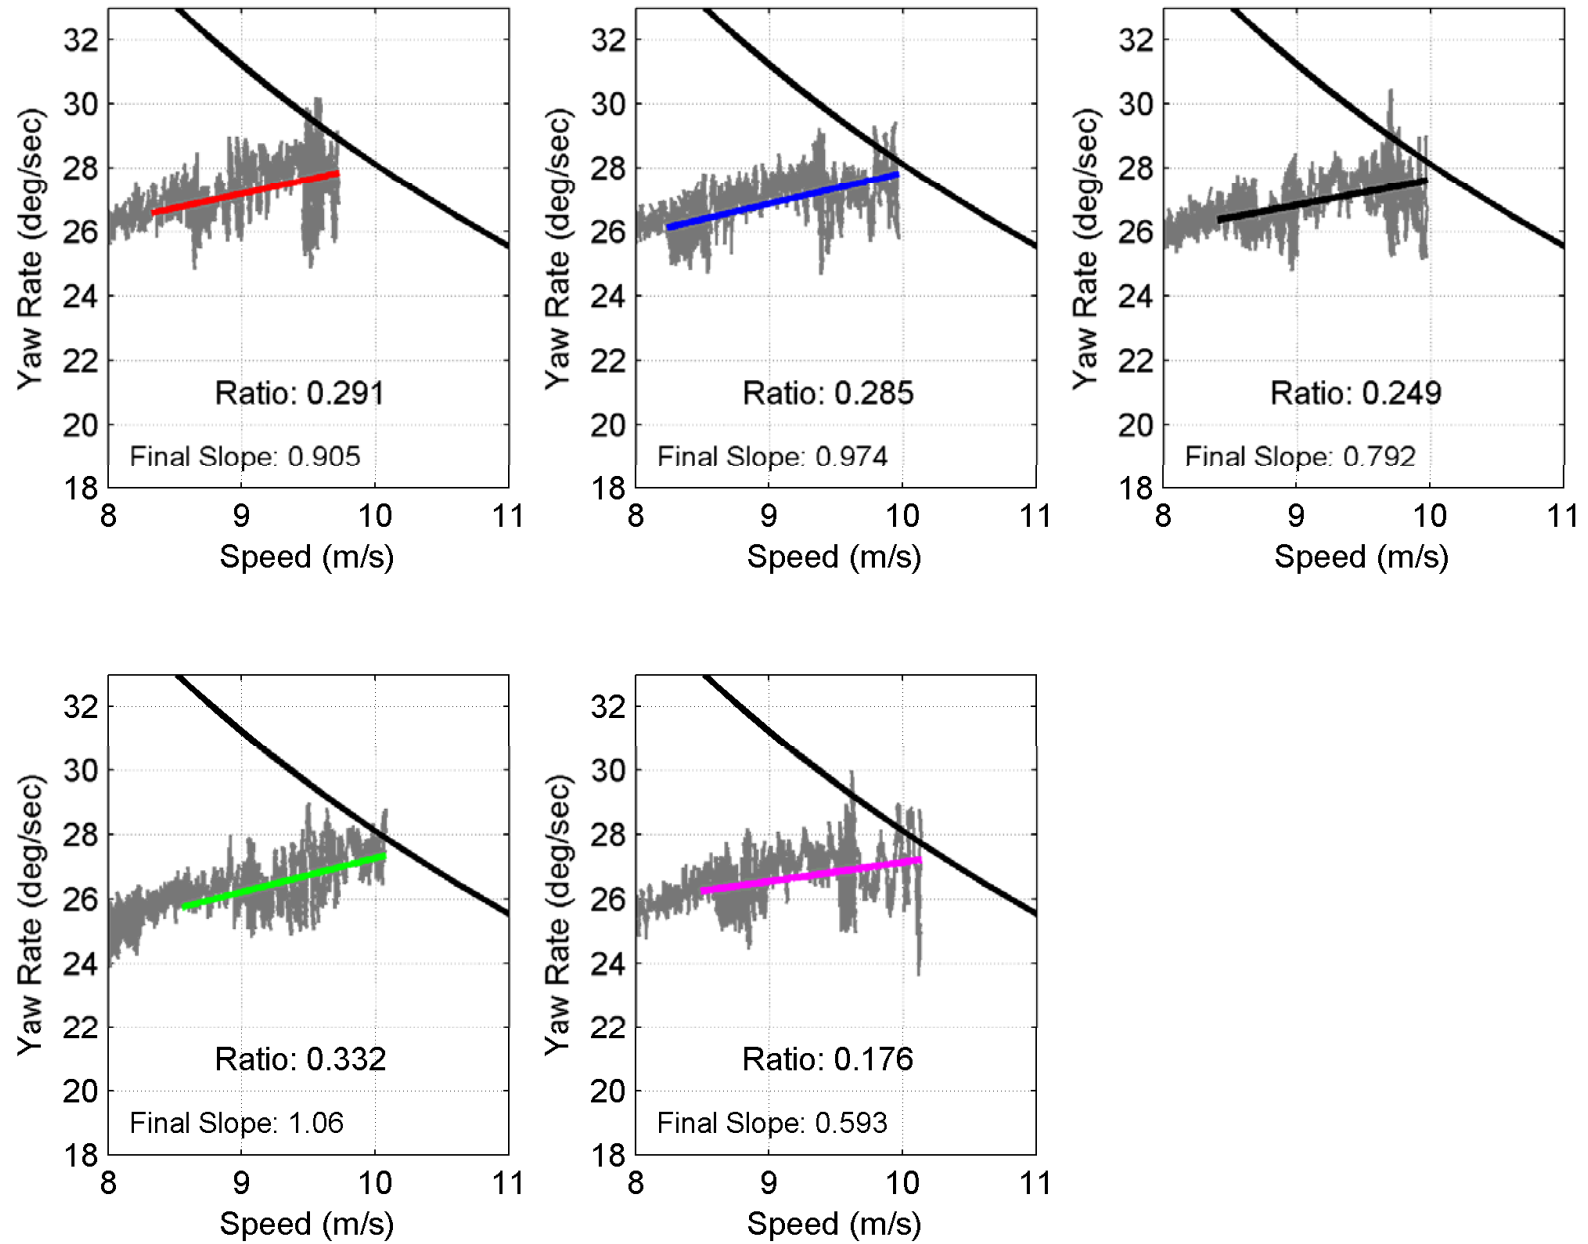 32
30
28
26
24
22
20
18
Yaw Rate (deg/sec)
Ratio: 0.291
Final Slope: 0.905
8 9 10 11
Speed (m/s)
32
30
28
26
24
22
20
18
Yaw Rate (deg/sec)
Ratio: 0.285
Final Slope: 0.974
8 9 10 11
Speed (m/s)
32
30
28
26
24
22
20
18
Yaw Rate (deg/sec)
Ratio: 0.249
Final Slope: 0.792
8 9 10 11
Speed (m/s)
32
30
28
26
24
22
20
18
Yaw Rate (deg/sec)
Ratio: 0.332
Final Slope: 1.06
8 9 10 11
Speed (m/s)
32
30
28
26
24
22
20
18
Yaw Rate (deg/sec)
Ratio: 0.176
Final Slope: 0.593
8 9 10 11
Speed (m/s)